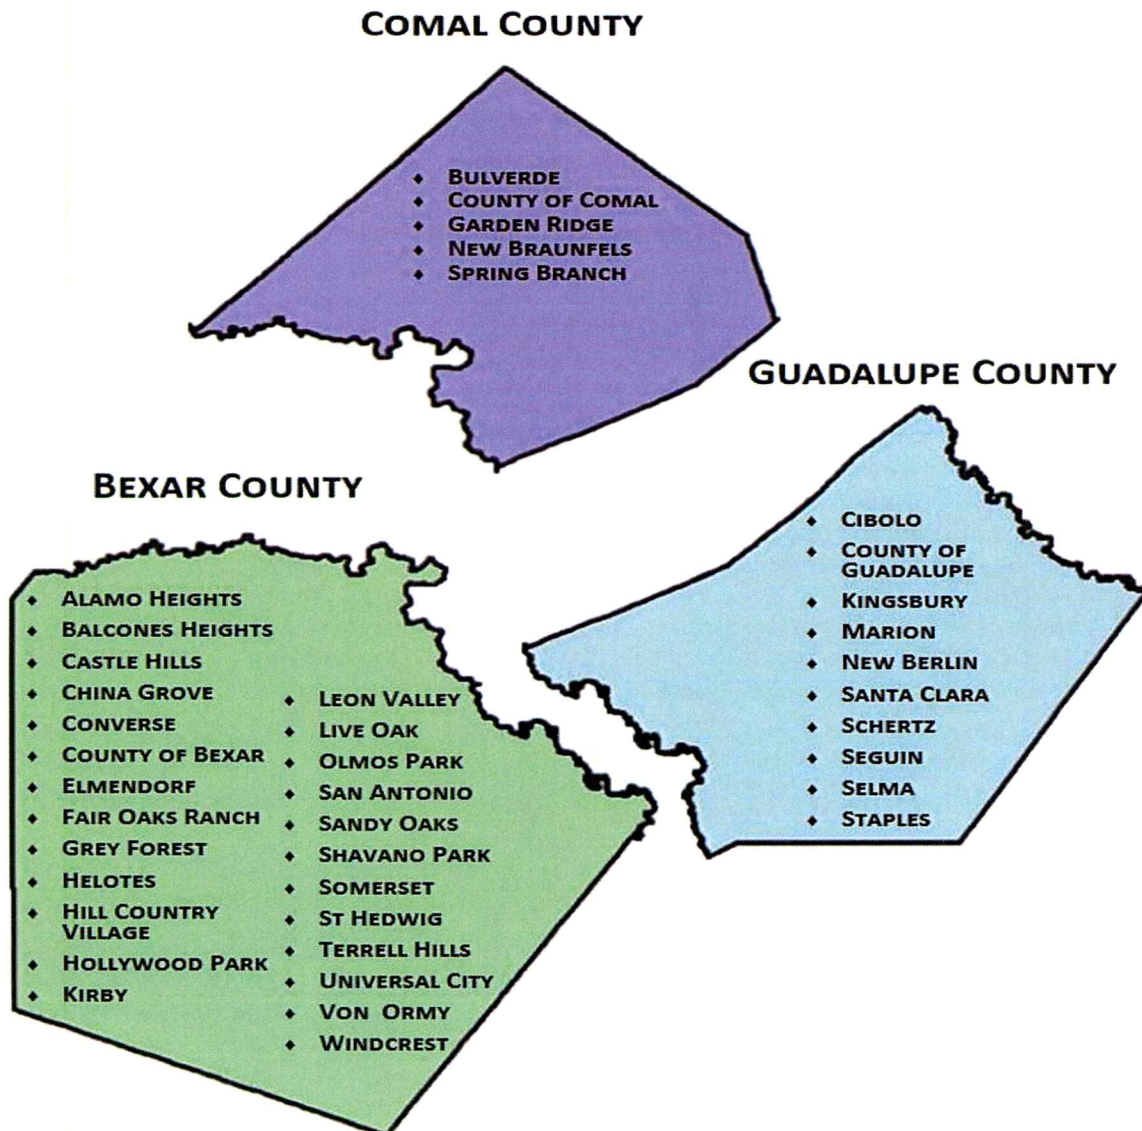 COMAL COUNTY
♦ BULVERDE
♦ COUNTY OF COMAL
♦ GARDEN RIDGE
♦ NEW BRAUNFELS
♦ SPRING BRANCH
GUADALUPE COUNTY
♦ CIBOLO
♦ COUNTY OF
GUADALUPE
♦ KINGSBURY
♦ MARION
♦ NEW BERLIN
♦ SANTA CLARA
♦ SCHERTZ
♦ SEGUIN
♦ SELMA
♦ STAPLES
BEXAR COUNTY
♦ ALAMO HEIGHTS
♦ BALCONES HEIGHTS
♦ CASTLE HILLS
♦ CHINA GROVE
♦ CONVERSE
♦ COUNTY OF BEXAR
♦ ELMENDORF
♦ FAIR OAKS RANCH
♦ GREY FOREST
♦ HELOTES
♦ HILL COUNTRY
VILLAGE
♦ HOLLYWOOD PARK
♦ KIRBY
♦ LEON VALLEY
♦ LIVE OAK
♦ OLMOS PARK
♦ SAN ANTONIO
♦ SANDY OAKS
♦ SHAVANO PARK
♦ SOMERSET
♦ ST HEDWIG
♦ TERRELL HILLS
♦ UNIVERSAL CITY
♦ VON ORMY
♦ WINDCREST